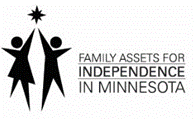 FAMILY ASSETS FOR
INDEPENDENCE
IN MINNESOTA